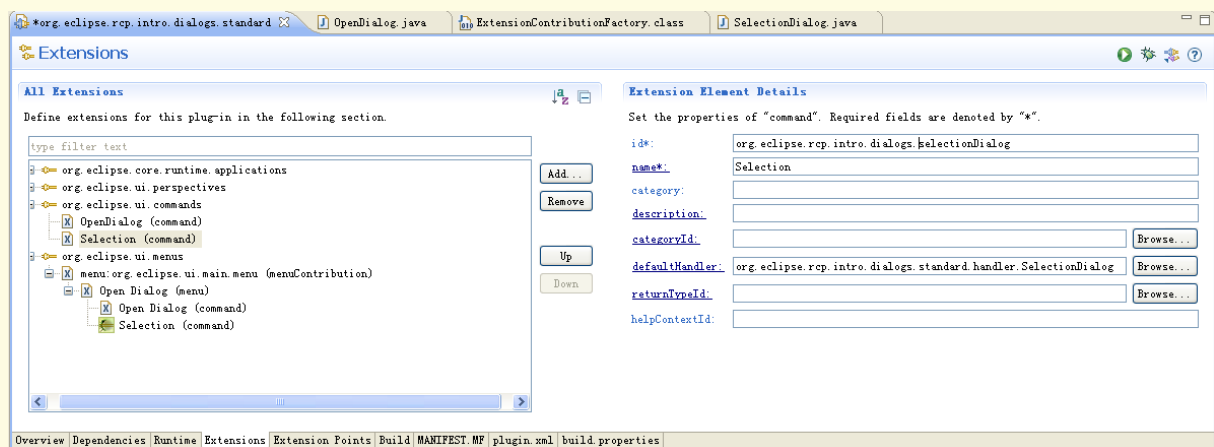 *org.eclipse.rcp.intro.dialogs.standard OpenDialog.java ExtensionContributionFactory.class SelectionDialog.java
Extensions
All Extensions
Define extensions for this plug-in in the following section.
type filter text
org.eclipse.core.runtime.applications
org.eclipse.ui.perspectives
org.eclipse.ui.commands
OpenDialog (command)
Selection (command)
org.eclipse.ui.menus
menu:org.eclipse.ui.main.menu (menuContribution)
Open Dialog (menu)
Open Dialog (command)
Selection (command)
Add...
Remove
Up
Down
Extension Element Details
Set the properties of "command". Required fields are denoted by "*".
id*: org.eclipse.rcp.intro.dialogs.selectionDialog
name*: Selection
category:
description:
categoryId: Browse...
defaultHandler: org.eclipse.rcp.intro.dialogs.standard.handler.SelectionDialog Browse...
returnTypeId: Browse...
helpContextId:
Overview Dependencies Runtime Extensions Extension Points Build MANIFEST.MF plugin.xml build.properties